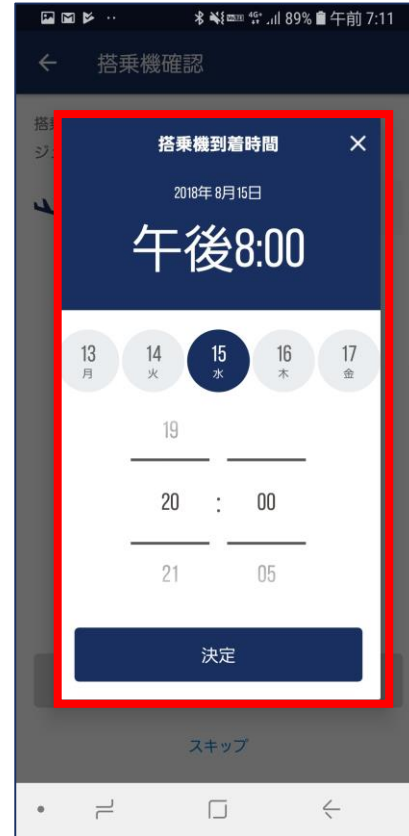 89% 午前 7:11
搭乗機確認
搭
ジ
搭乗機到着時間
2018年 8月15日
午後8:00
13 14 15 16 17
月 火 水 木 金
19
20 : 00
21 05
決定
スキップ